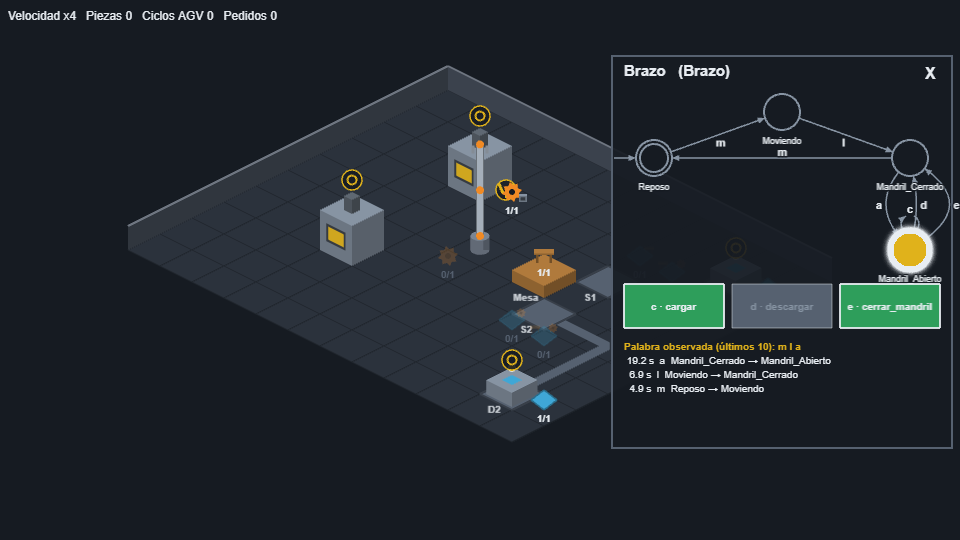 Velocidad x4 Piezas 0 Ciclos AGV 0 Pedidos 0
Brazo (Brazo)
X
Moviendo
m
l
m
Reposo
Mandril_Cerrado
a
c
d
e
Mandril_Abierto
1/1
0/1
1/1
Mesa
S1
S2
0/1
0/1
D2
1/1
c · cargar
d · descargar
e · cerrar_mandril
Palabra observada (últimos 10): m l a
19.2 s a Mandril_Cerrado → Mandril_Abierto
6.9 s l Moviendo → Mandril_Cerrado
4.9 s m Reposo → Moviendo